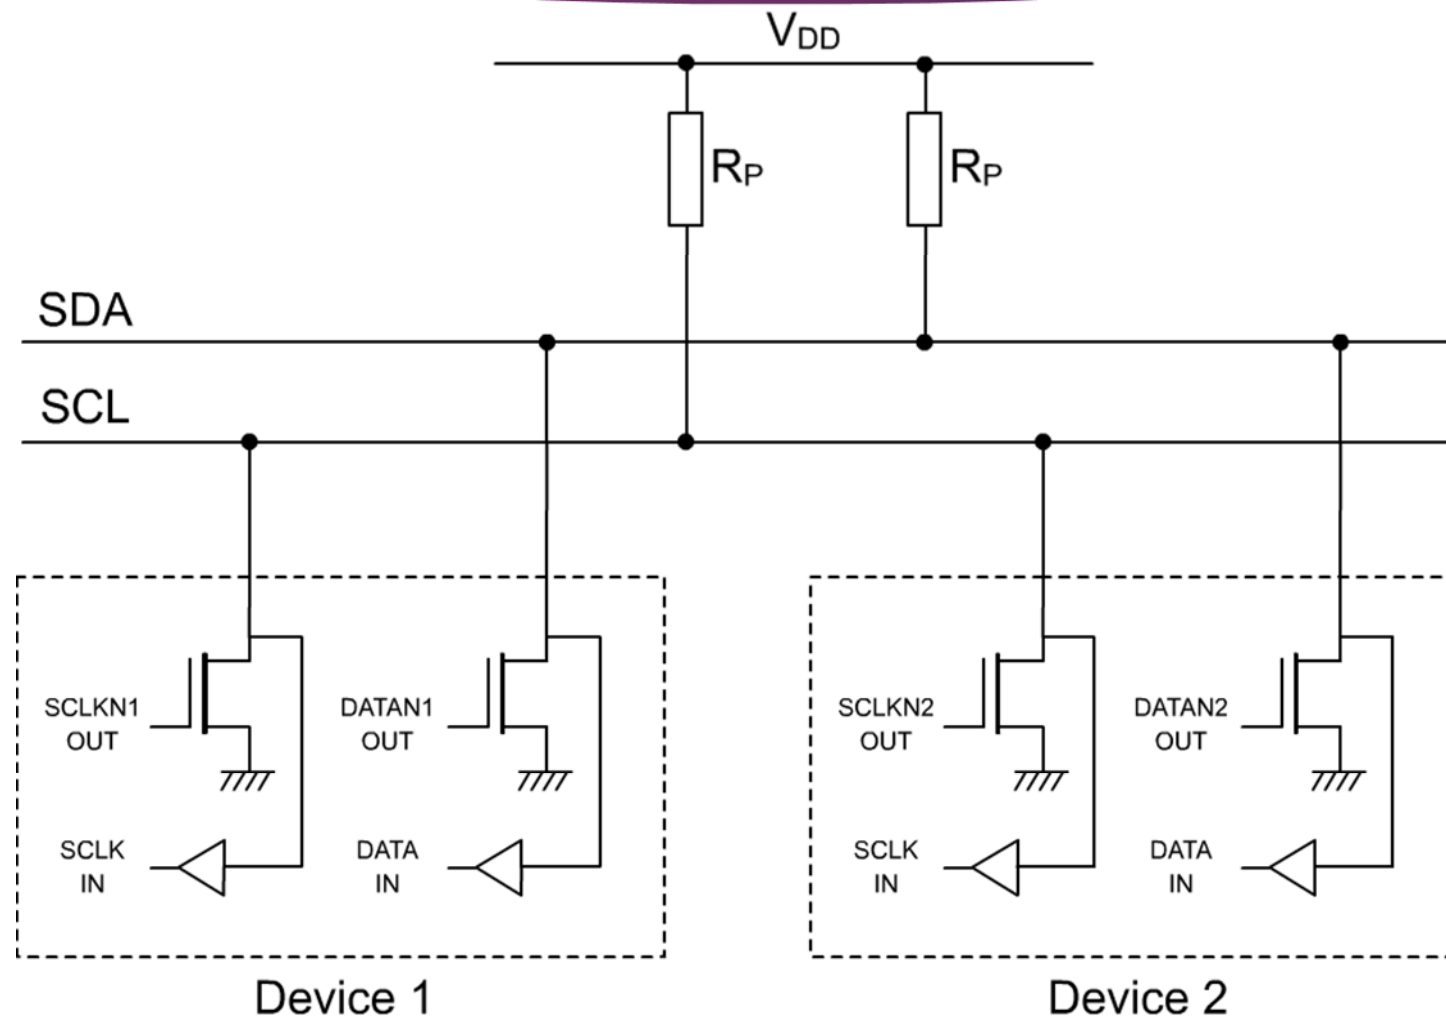 VDD
RP RP
SDA
SCL
SCLKN1 DATAN1 SCLKN2 DATAN2
OUT OUT OUT OUT
SCLK DATA SCLK DATA
IN IN IN IN
Device 1 Device 2